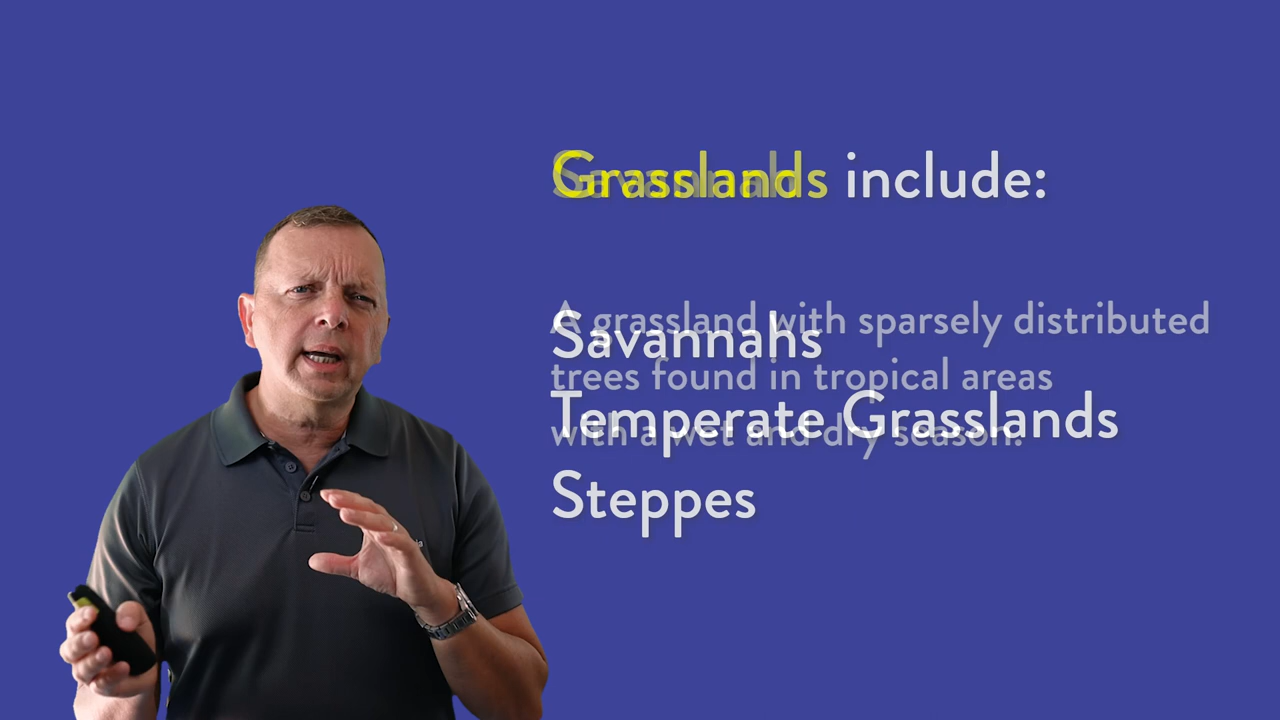 Grasslands include:
Savannah
A grassland with sparsely distributed
Savannahs
trees found in tropical areas
Temperate Grasslands
with a wet and dry season.
Steppes